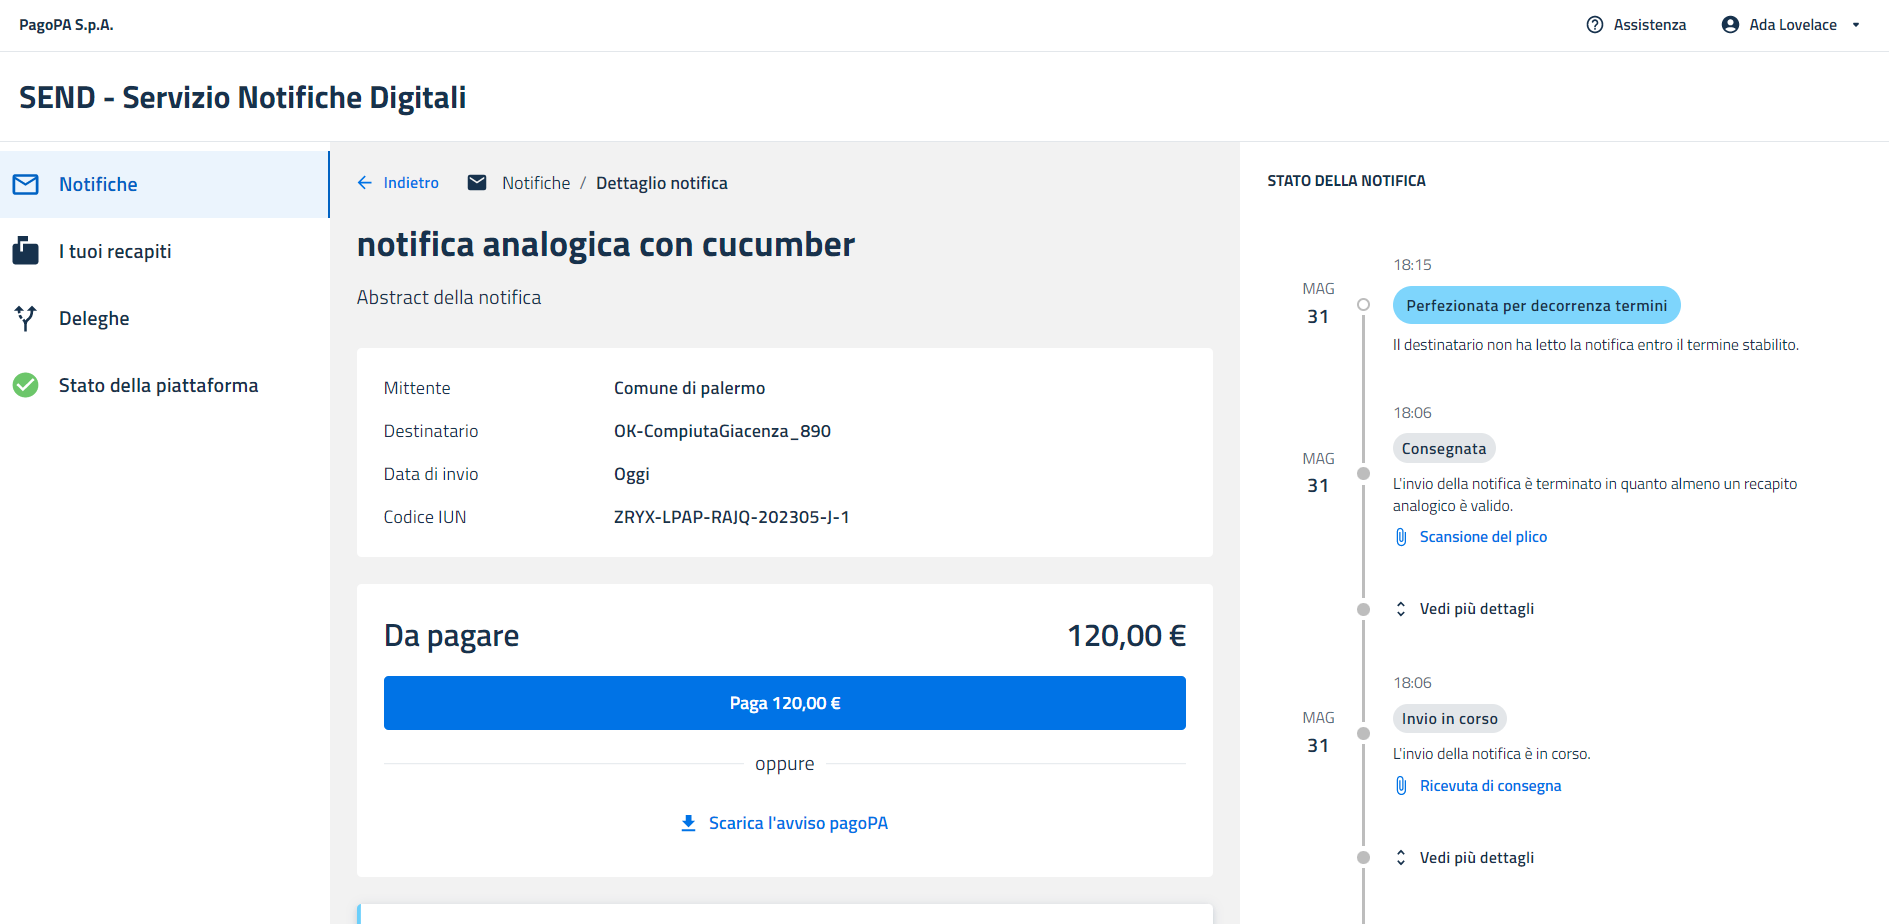 PagoPA S.p.A.
Assistenza
Ada Lovelace
SEND - Servizio Notifiche Digitali
Notifiche
I tuoi recapiti
Deleghe
Stato della piattaforma
Indietro
Notifiche / Dettaglio notifica
notifica analogica con cucumber
Abstract della notifica
Mittente Comune di palermo
Destinatario OK-CompiutaGiacenza_890
Data di invio Oggi
Codice IUN ZRYX-LPAP-RAJQ-202305-J-1
Da pagare 120,00 €
Paga 120,00 €
oppure
Scarica l'avviso pagoPA
STATO DELLA NOTIFICA
18:15
MAG
31
Perfezionata per decorrenza termini
Il destinatario non ha letto la notifica entro il termine stabilito.
18:06
MAG
31
Consegnata
L'invio della notifica è terminato in quanto almeno un recapito
analogico è valido.
Scansione del plico
Vedi più dettagli
18:06
MAG
31
Invio in corso
L'invio della notifica è in corso.
Ricevuta di consegna
Vedi più dettagli